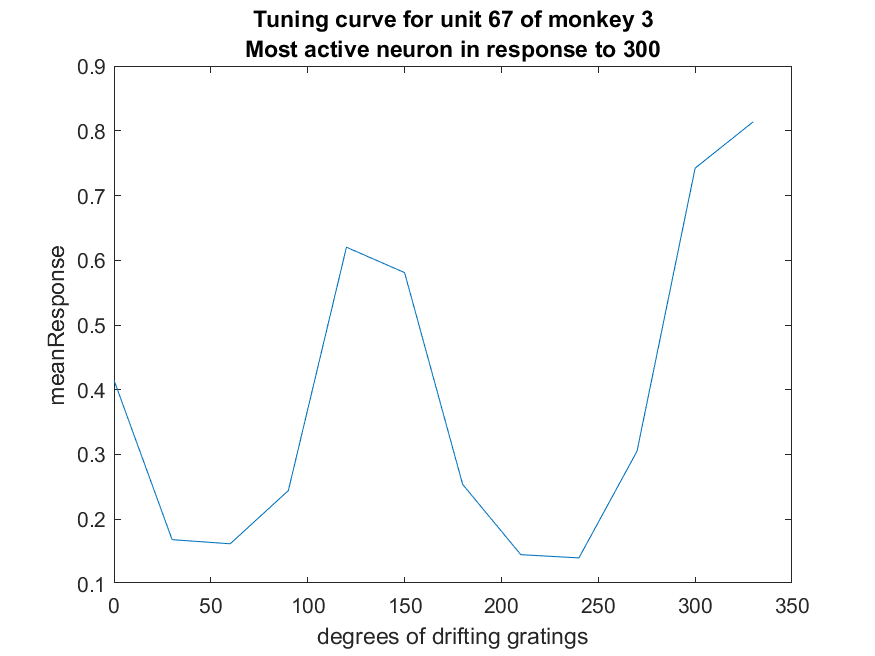 Tuning curve for unit 67 of monkey 3
Most active neuron in response to 300
0.9
0.8
0.7
0.6
0.5
0.4
0.3
0.2
0.1
meanResponse
0 50 100 150 200 250 300 350
degrees of drifting gratings